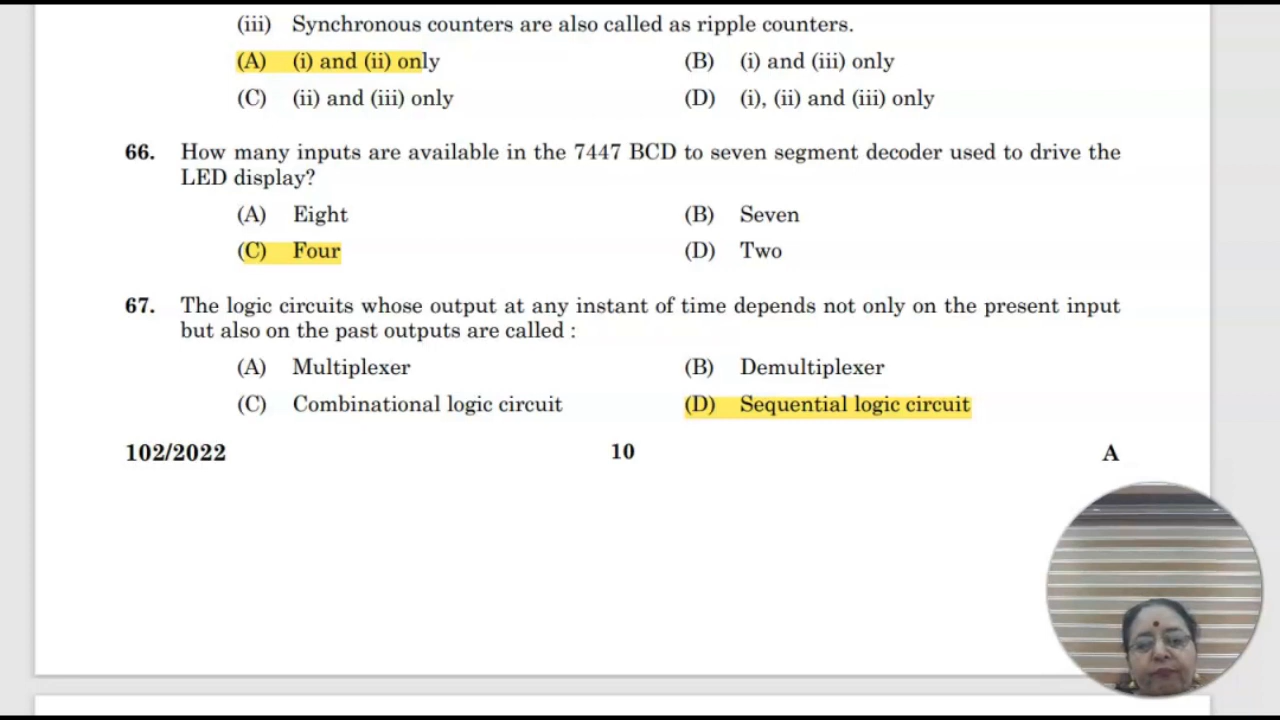 (iii) Synchronous counters are also called as ripple counters.
(A) (i) and (ii) only (B) (i) and (iii) only
(C) (ii) and (iii) only (D) (i), (ii) and (iii) only
66. How many inputs are available in the 7447 BCD to seven segment decoder used to drive the
LED display?
(A) Eight (B) Seven
(C) Four (D) Two
67. The logic circuits whose output at any instant of time depends not only on the present input
but also on the past outputs are called :
(A) Multiplexer (B) Demultiplexer
(C) Combinational logic circuit (D) Sequential logic circuit
102/2022 10 A